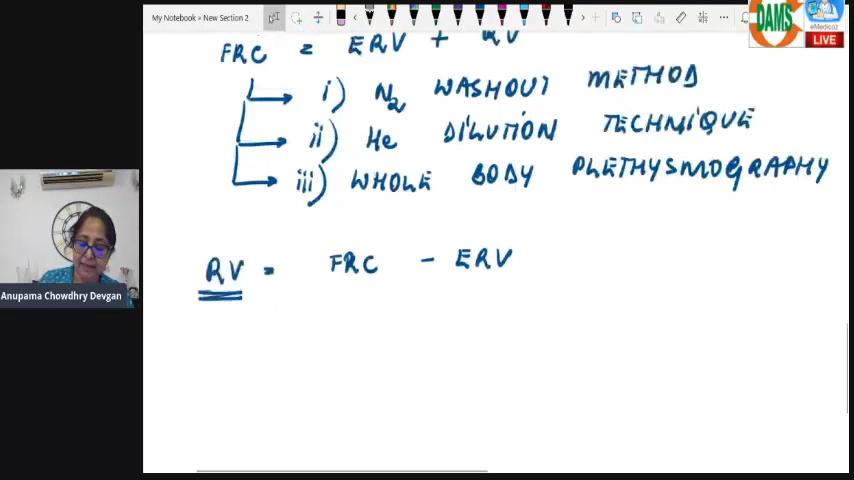 My Notebook > New Section 2
DAMS
eMedicoz
LIVE
FRC = ERV + RV
i) N2 WASHOUT METHOD
ii) He DILUTION TECHNIQUE
iii) WHOLE BODY PLETHYSMOGRAPHY
RV = FRC - ERV
Anupama Chowdhry Devgan